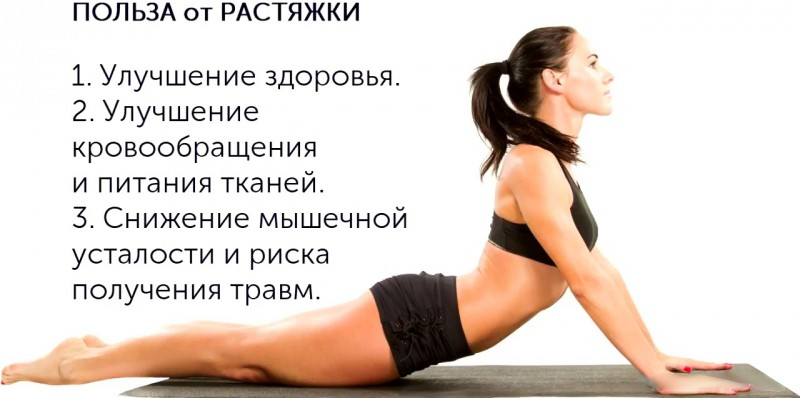 ПОЛЬЗА от РАСТЯЖКИ
1. Улучшение здоровья.
2. Улучшение
кровообращения
и питания тканей.
3. Снижение мышечной
усталости и риска
получения травм.